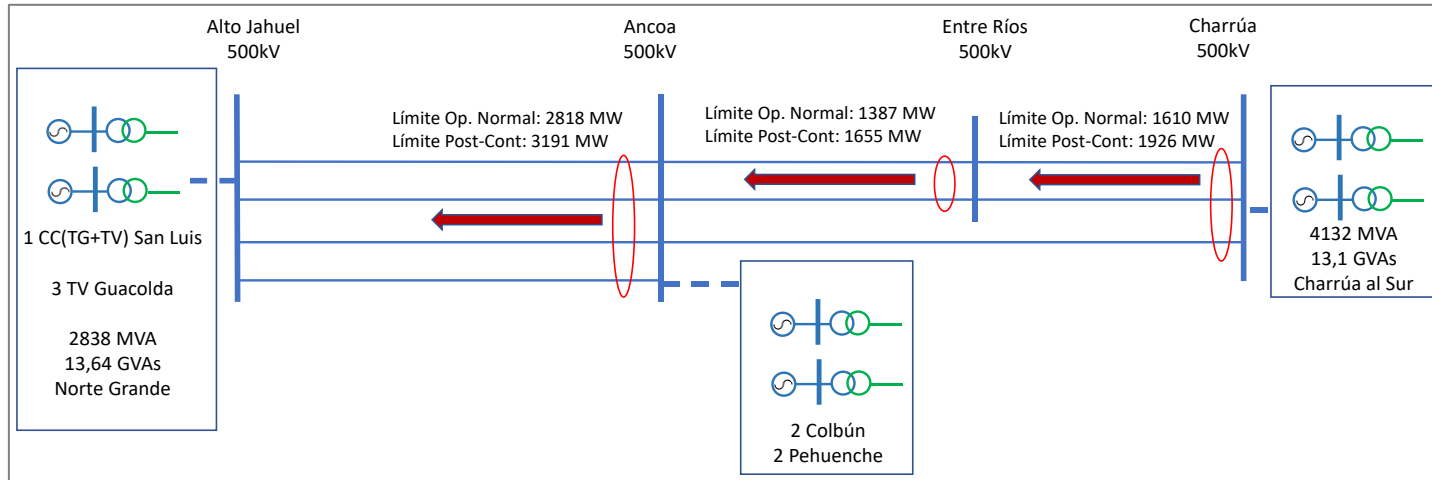 Alto Jahuel
500kV
Ancoa
500kV
Entre Ríos
500kV
Charrúa
500kV
Límite Op. Normal: 2818 MW
Límite Post-Cont: 3191 MW
Límite Op. Normal: 1387 MW
Límite Post-Cont: 1655 MW
Límite Op. Normal: 1610 MW
Límite Post-Cont: 1926 MW
1 CC(TG+TV) San Luis
3 TV Guacolda
2838 MVA
13,64 GVAs
Norte Grande
2 Colbún
2 Pehuenche
4132 MVA
13,1 GVAs
Charrúa al Sur